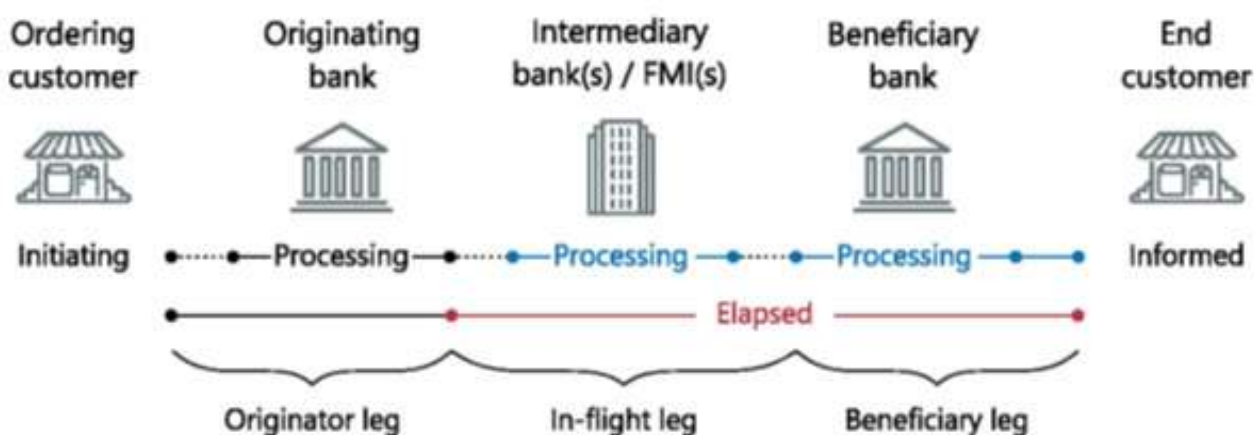 Ordering customer
Originating bank
Intermediary bank(s) / FMI(s)
Beneficiary bank
End customer
Initiating
Processing
Processing
Processing
Informed
Elapsed
Originator leg
In-flight leg
Beneficiary leg